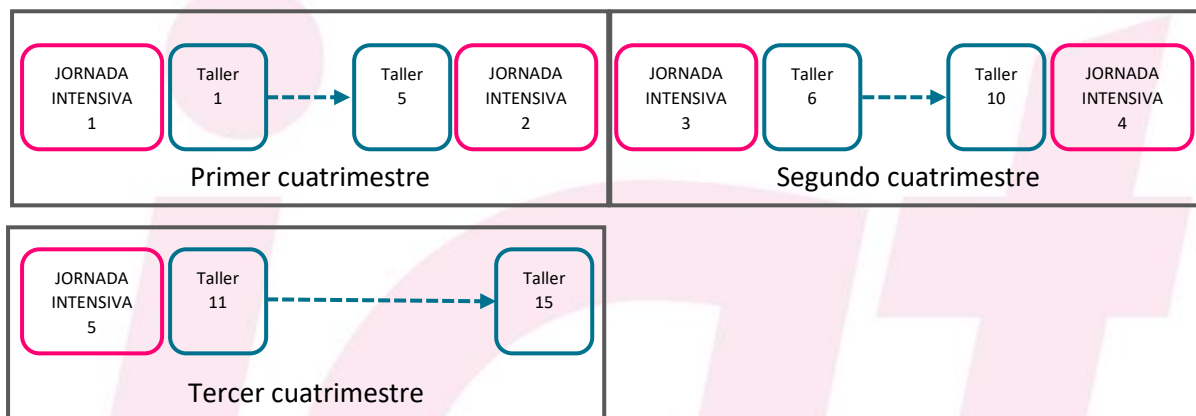 JORNADA
INTENSIVA
1
Taller
1
Taller
5
JORNADA
INTENSIVA
2
Primer cuatrimestre
JORNADA
INTENSIVA
3
Taller
6
Taller
10
JORNADA
INTENSIVA
4
Segundo cuatrimestre
JORNADA
INTENSIVA
5
Taller
11
Taller
15
Tercer cuatrimestre